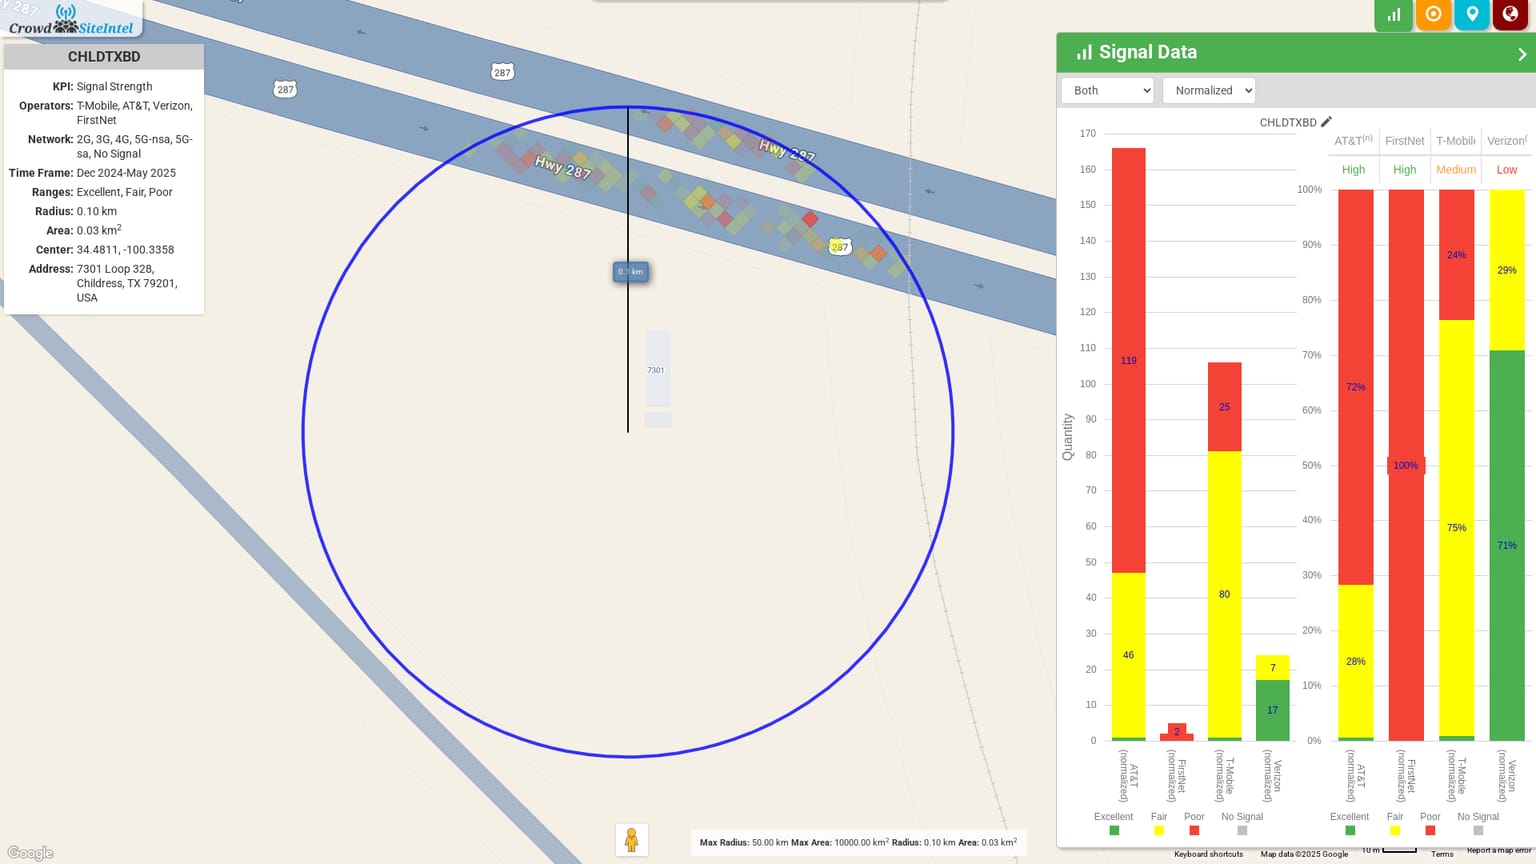 Crowd SiteIntel
CHLDTXBD
KPI: Signal Strength
Operators: T-Mobile, AT&T, Verizon,
FirstNet
Network: 2G, 3G, 4G, 5G-nsa, 5G-
sa, No Signal
Time Frame: Dec 2024-May 2025
Ranges: Excellent, Fair, Poor
Radius: 0.10 km
Area: 0.03 km²
Center: 34.4811, -100.3358
Address: 7301 Loop 328,
Childress, TX 79201,
USA
287
287
Hwy 287
Hwy 287
287
0.1 km
7301
Google
Max Radius: 50.00 km Max Area: 10000.00 km² Radius: 0.10 km Area: 0.03 km²
Signal Data
Both
Normalized
CHLDTXBD
170
160
150
140
130
120
110
100
90
80
70
60
50
40
30
20
10
0
Quantity
119
46
2
25
80
7
17
AT&T (normalized)
FirstNet (normalized)
T-Mobile (normalized)
Verizon (normalized)
Excellent
Fair
Poor
No Signal
AT&T(n)
FirstNet
T-Mobile
Verizon(
High
High
Medium
Low
100%
90%
80%
70%
60%
50%
40%
30%
20%
10%
0%
72%
28%
100%
24%
75%
29%
71%
AT&T (normalized)
FirstNet (normalized)
T-Mobile (normalized)
Verizon (normalized)
Excellent
Fair
Poor
No Signal
Keyboard shortcuts
Map data ©2025 Google
10 m
Terms
Report a map error